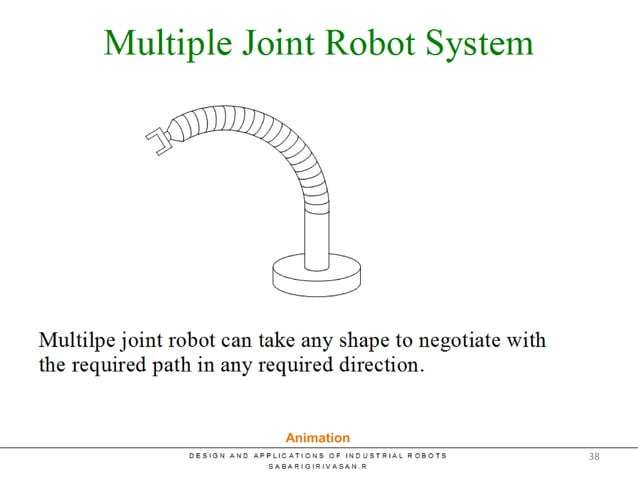 Multiple Joint Robot System
Multilpe joint robot can take any shape to negotiate with
the required path in any required direction.
Animation
DESIGN AND APPLICATIONS OF INDUSTRIAL ROBOTS
38
SABARIGIRIVASAN.R